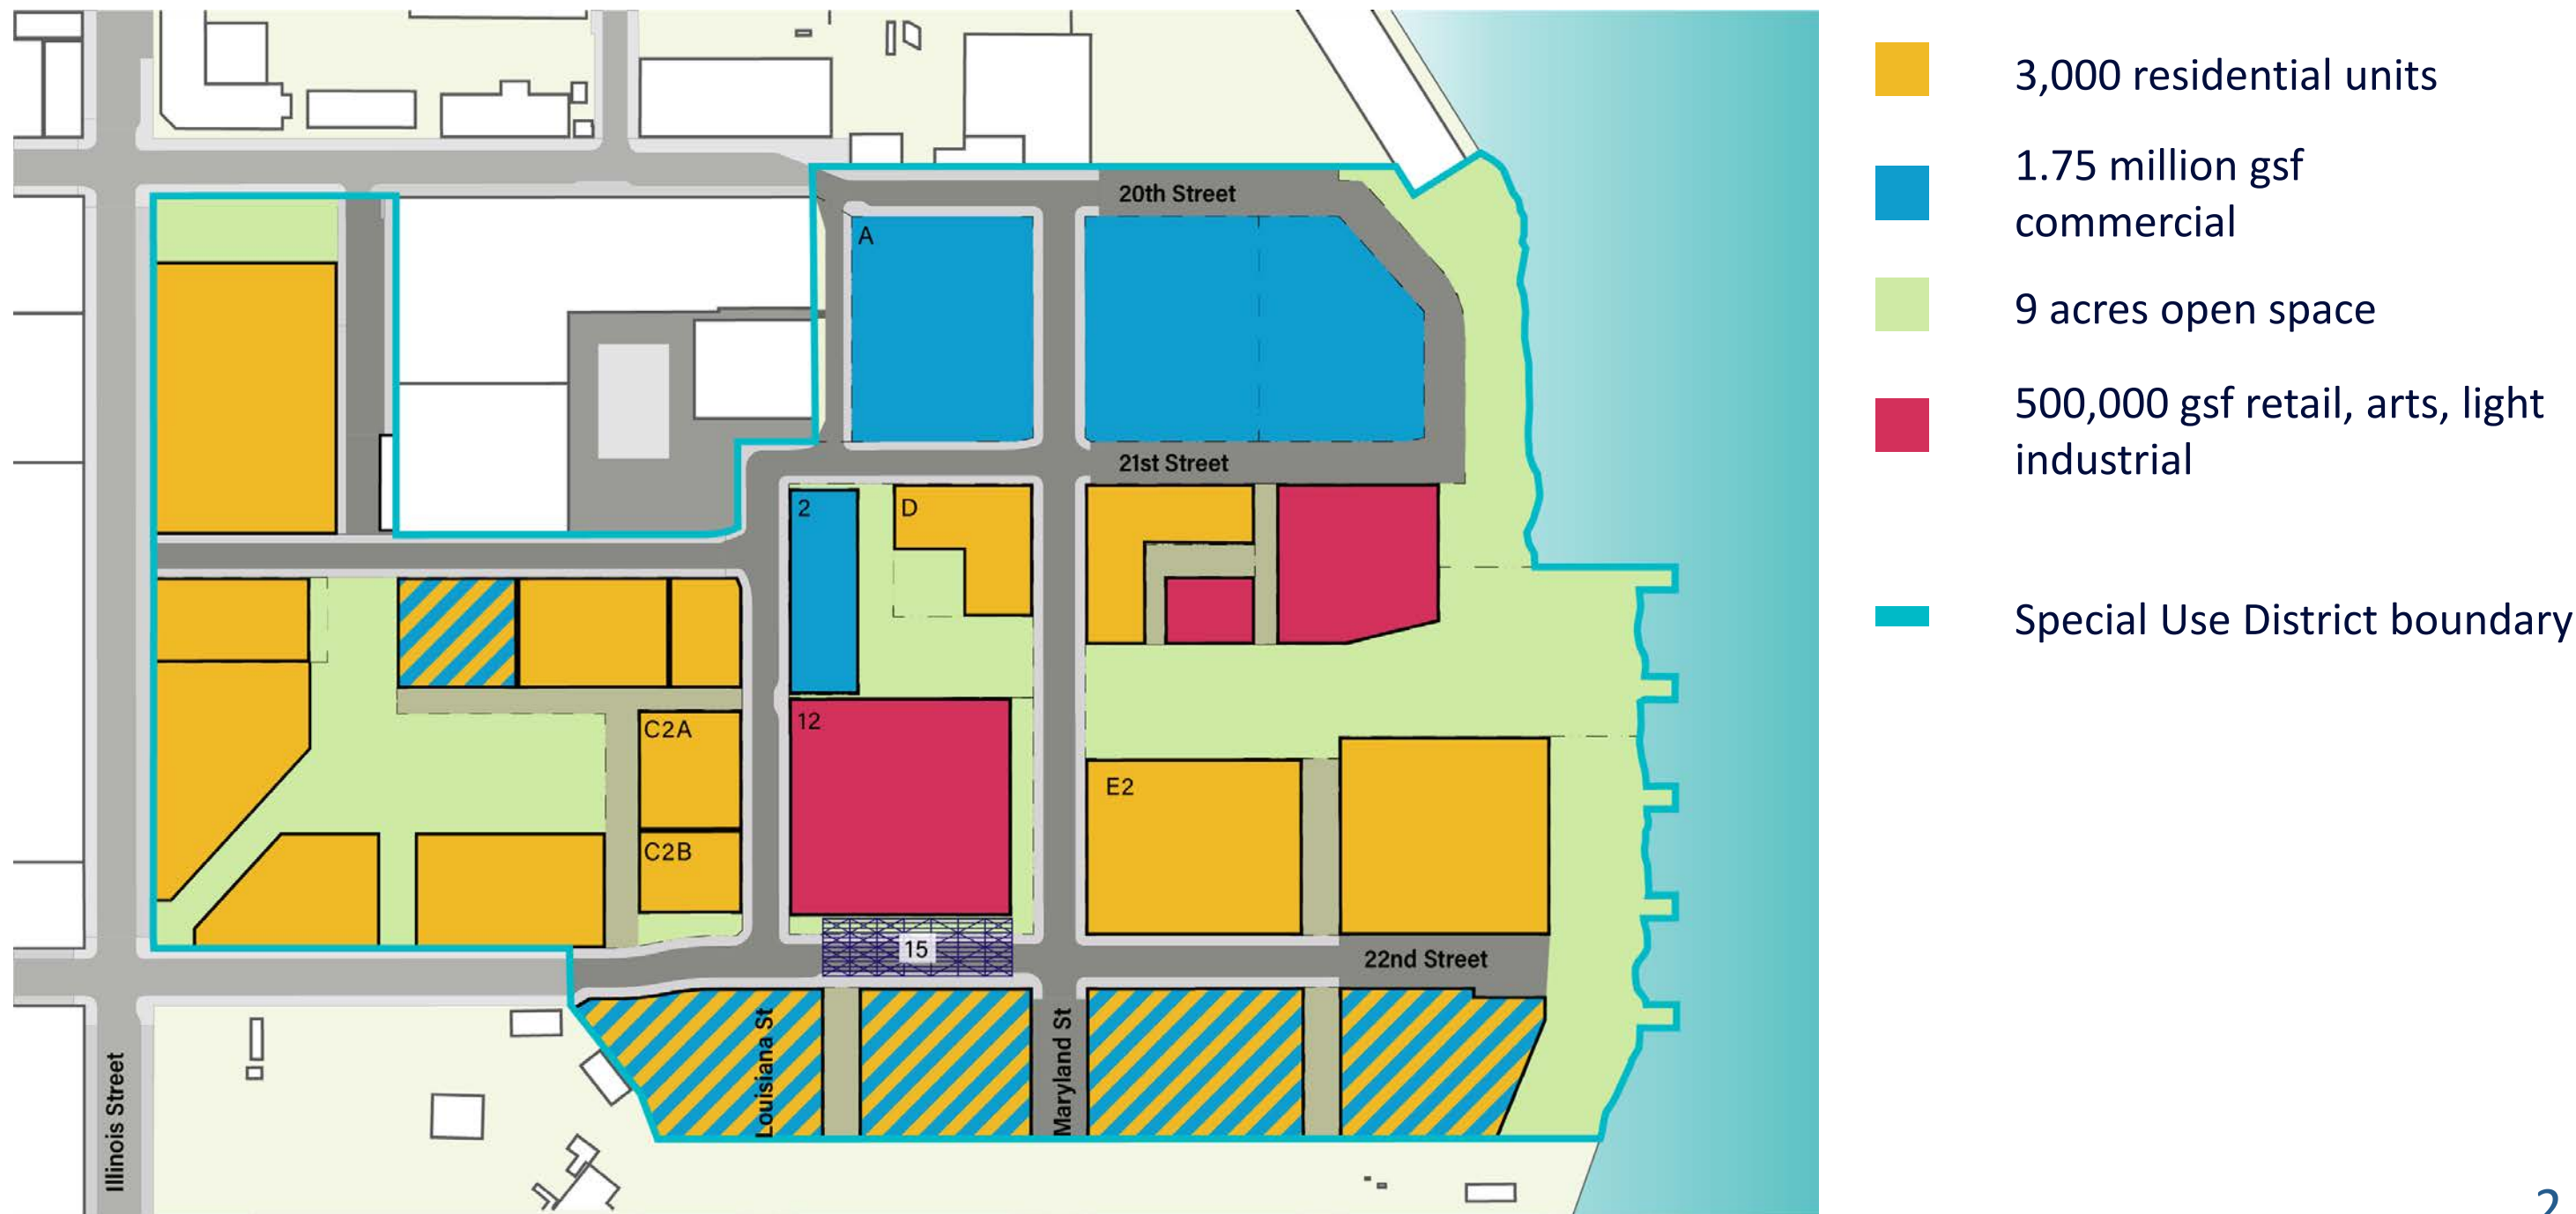 20th Street
A
21st Street
2
D
12
C2A
C2B
E2
15
22nd Street
Louisiana St
Maryland St
Illinois Street
3,000 residential units
1.75 million gsf
commercial
9 acres open space
500,000 gsf retail, arts, light
industrial
Special Use District boundary
2